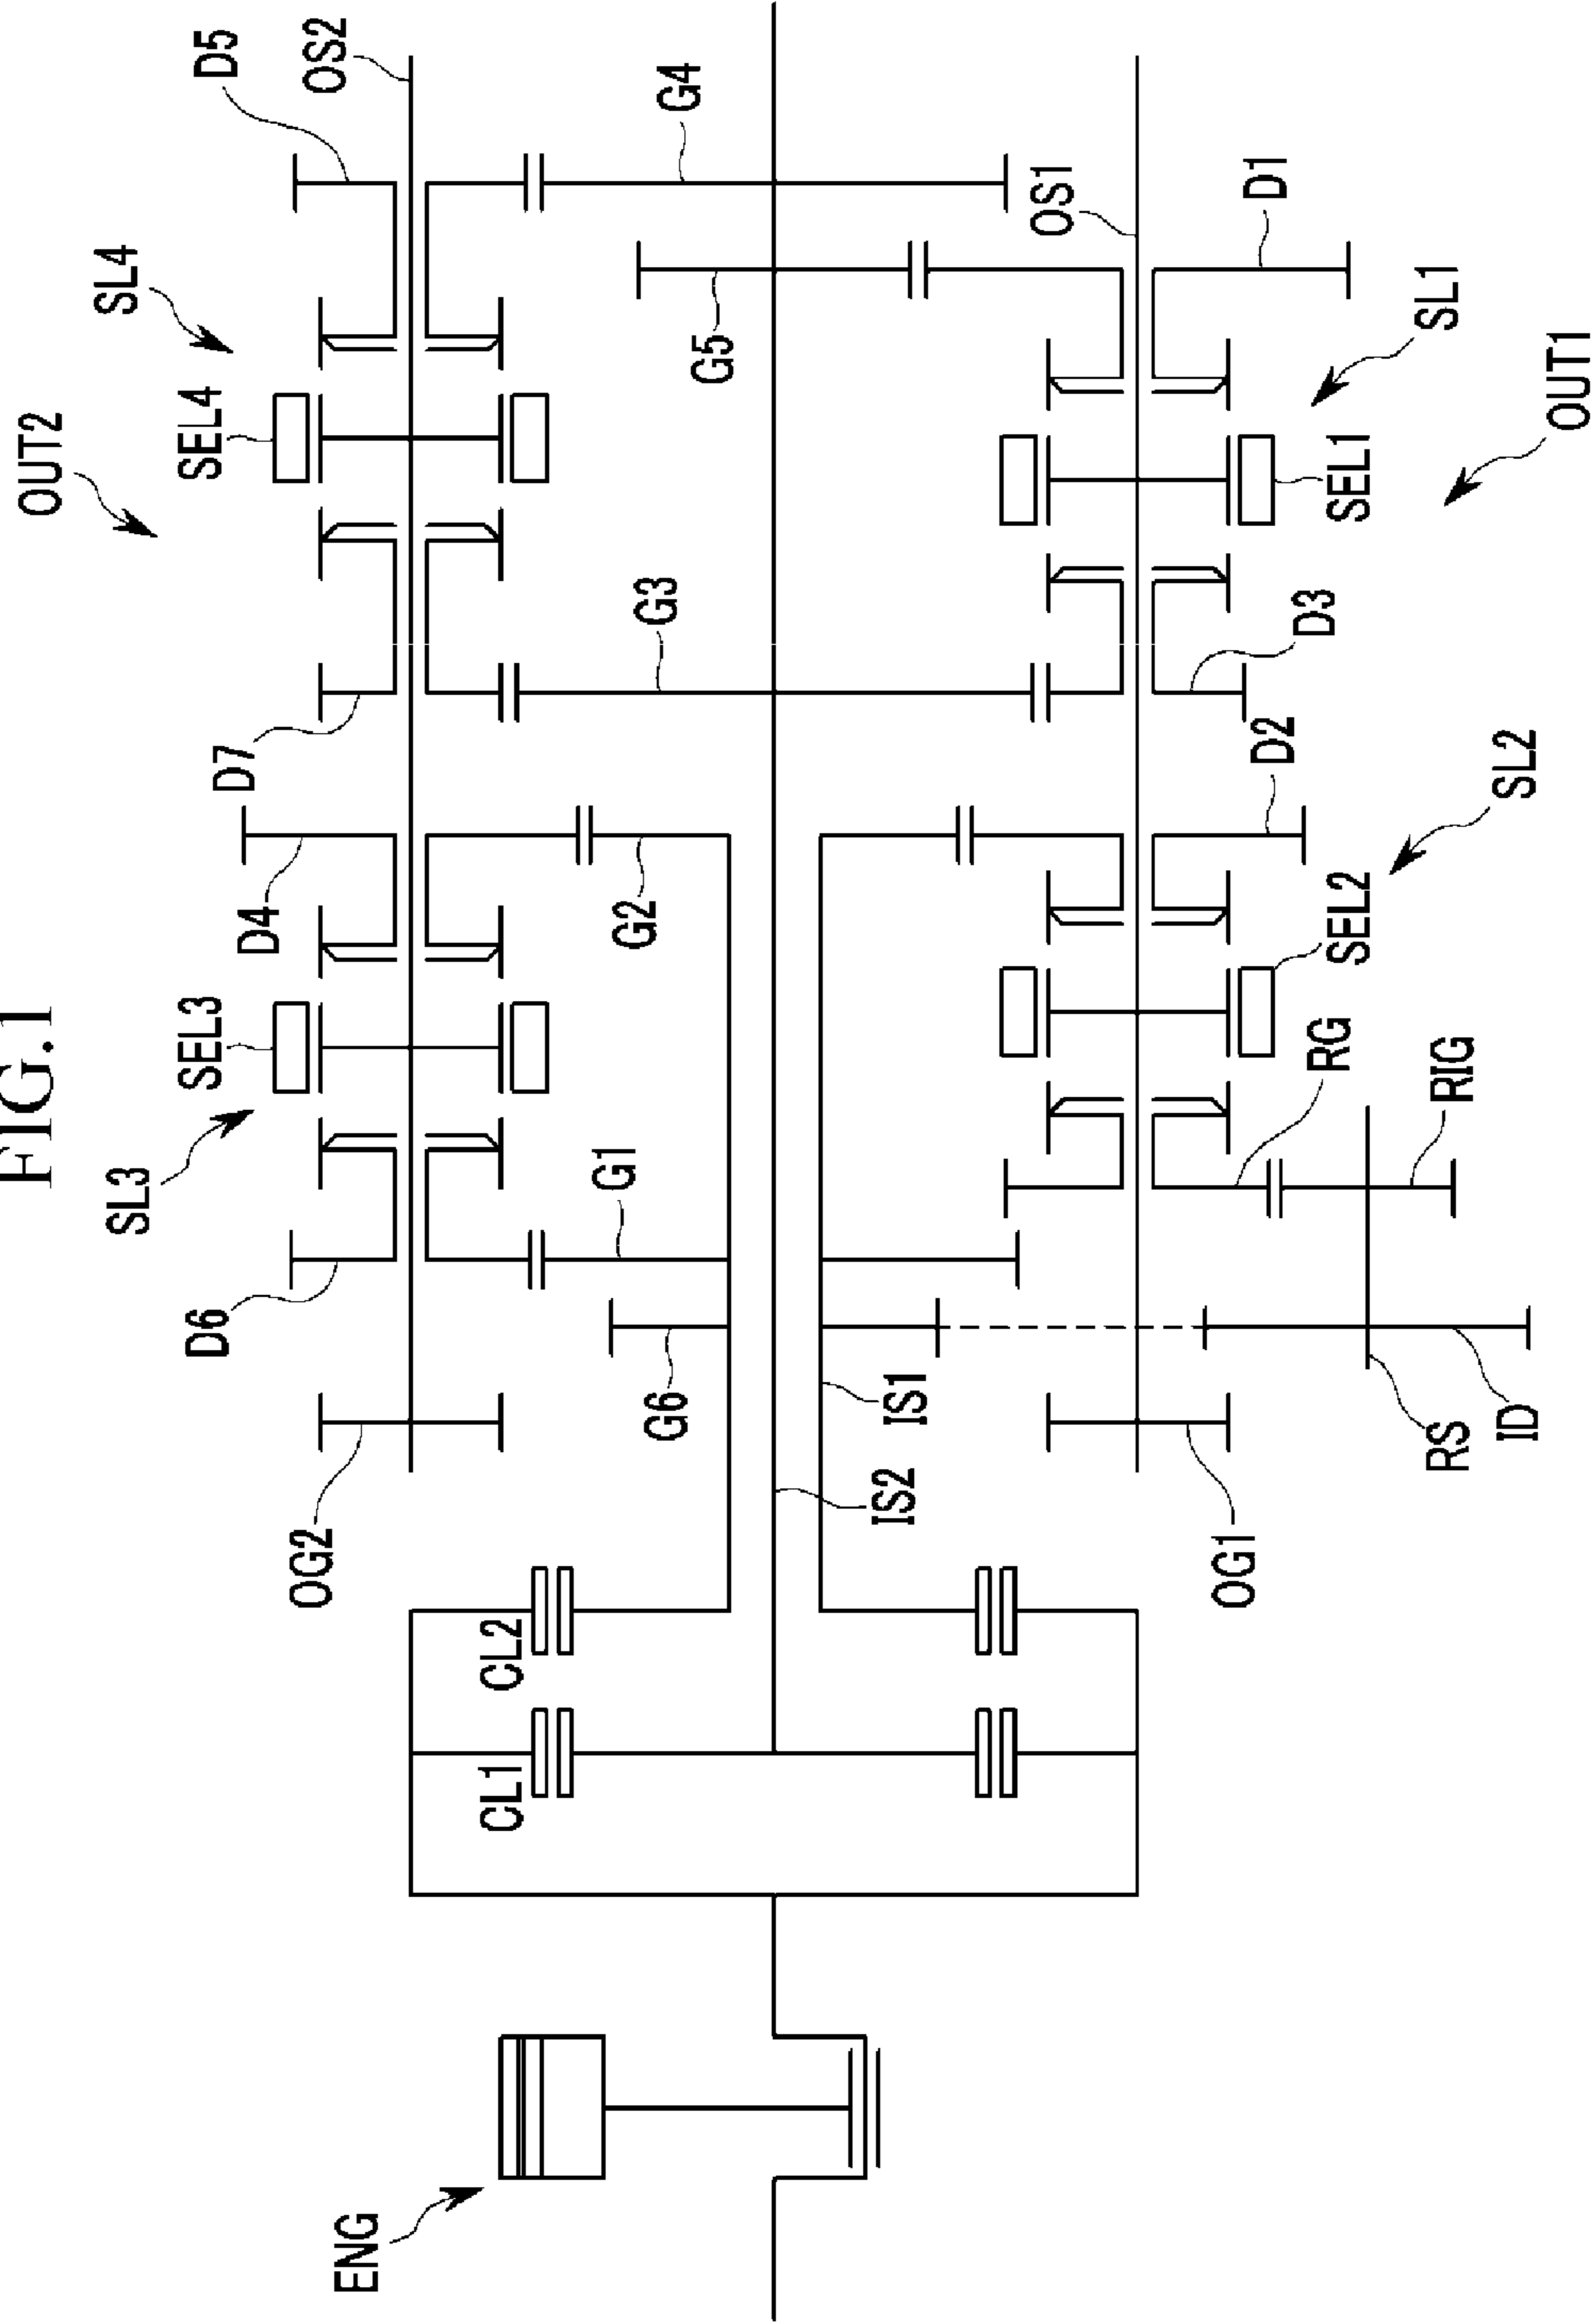 FIG.1
ENG
CL1
CL2
OG2
OG1
IS2
IS1
RS
ID
G6
D6
G1
SL3
SEL3
RG
RIG
SEL2
SL2
D4
G2
D2
D7
G3
D3
OUT2
SEL4
SL4
SEL1
SL1
OUT1
G5
D5
OS2
G4
OS1
D1